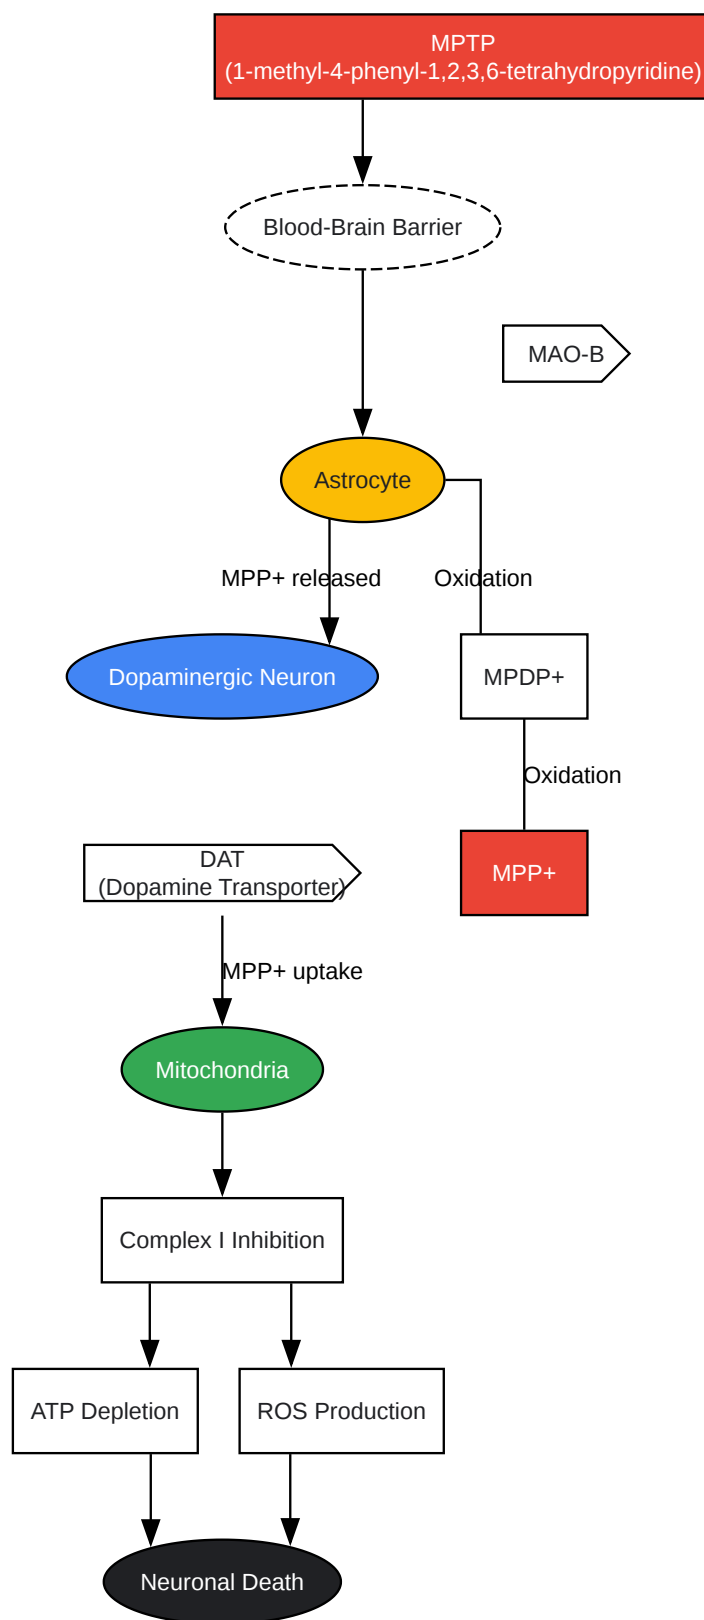 MPTP
(1-methyl-4-phenyl-1,2,3,6-tetrahydropyridine)
Blood-Brain Barrier
MAO-B
Astrocyte
MPP+ released
Oxidation
Dopaminergic Neuron
MPDP+
Oxidation
DAT
(Dopamine Transporter)
MPP+
MPP+ uptake
Mitochondria
Complex I Inhibition
ATP Depletion
ROS Production
Neuronal Death